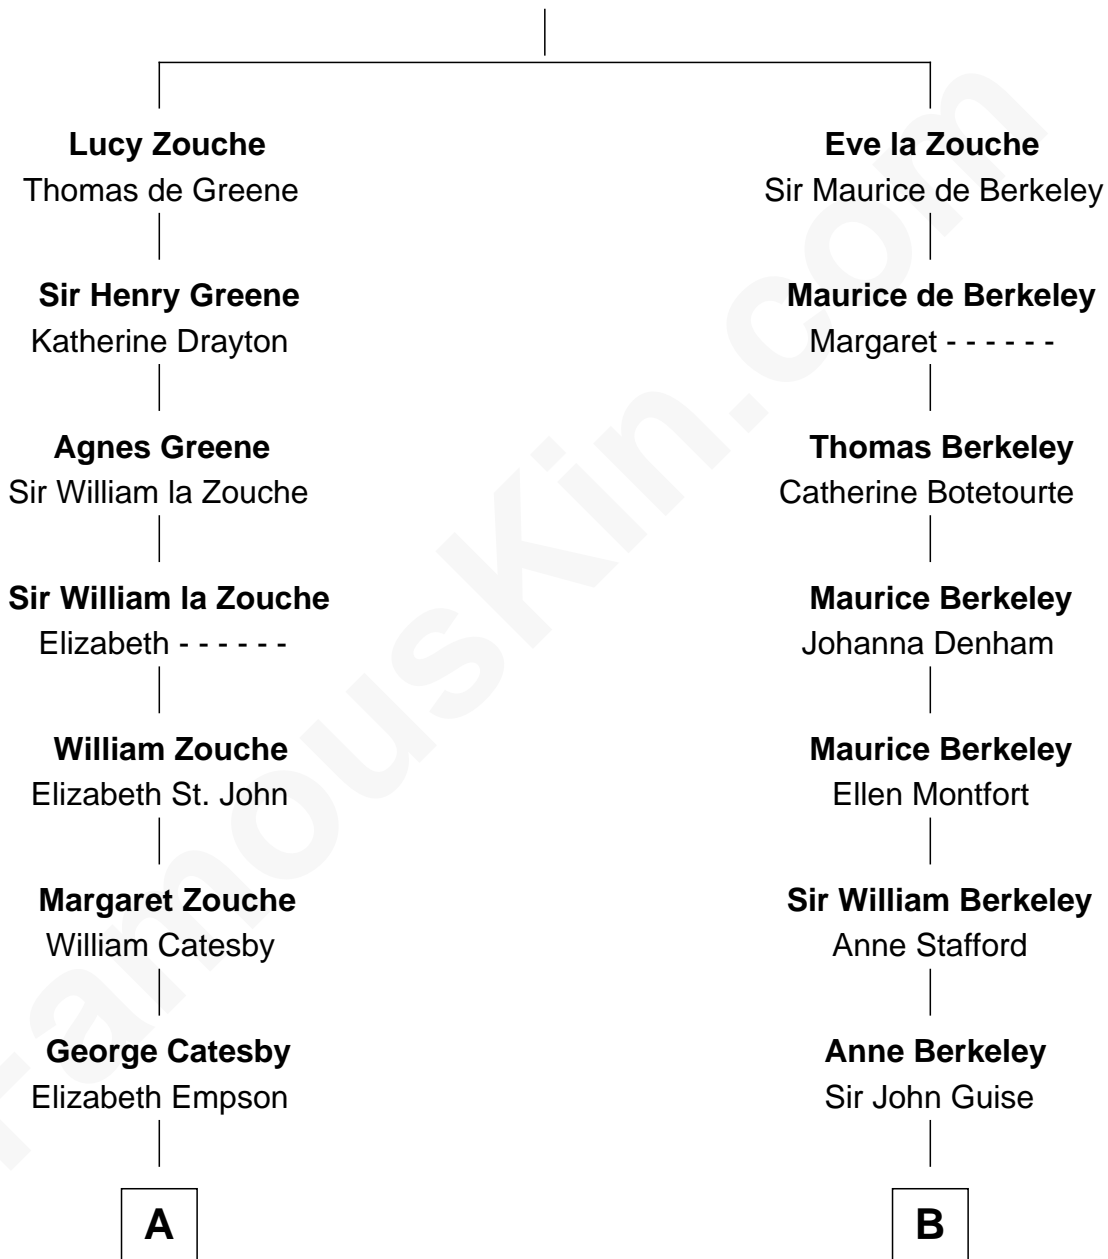 Lucy Zouche
Thomas de Greene
Sir Henry Greene
Katherine Drayton
Agnes Greene
Sir William la Zouche
Sir William la Zouche
Elizabeth - - - - - -
William Zouche
Elizabeth St. John
Margaret Zouche
William Catesby
George Catesby
Elizabeth Empson
A
Eve la Zouche
Sir Maurice de Berkeley
Maurice de Berkeley
Margaret - - - - - -
Thomas Berkeley
Catherine Botetourte
Maurice Berkeley
Johanna Denham
Maurice Berkeley
Ellen Montfort
Sir William Berkeley
Anne Stafford
Anne Berkeley
Sir John Guise
B
FamousKin.com